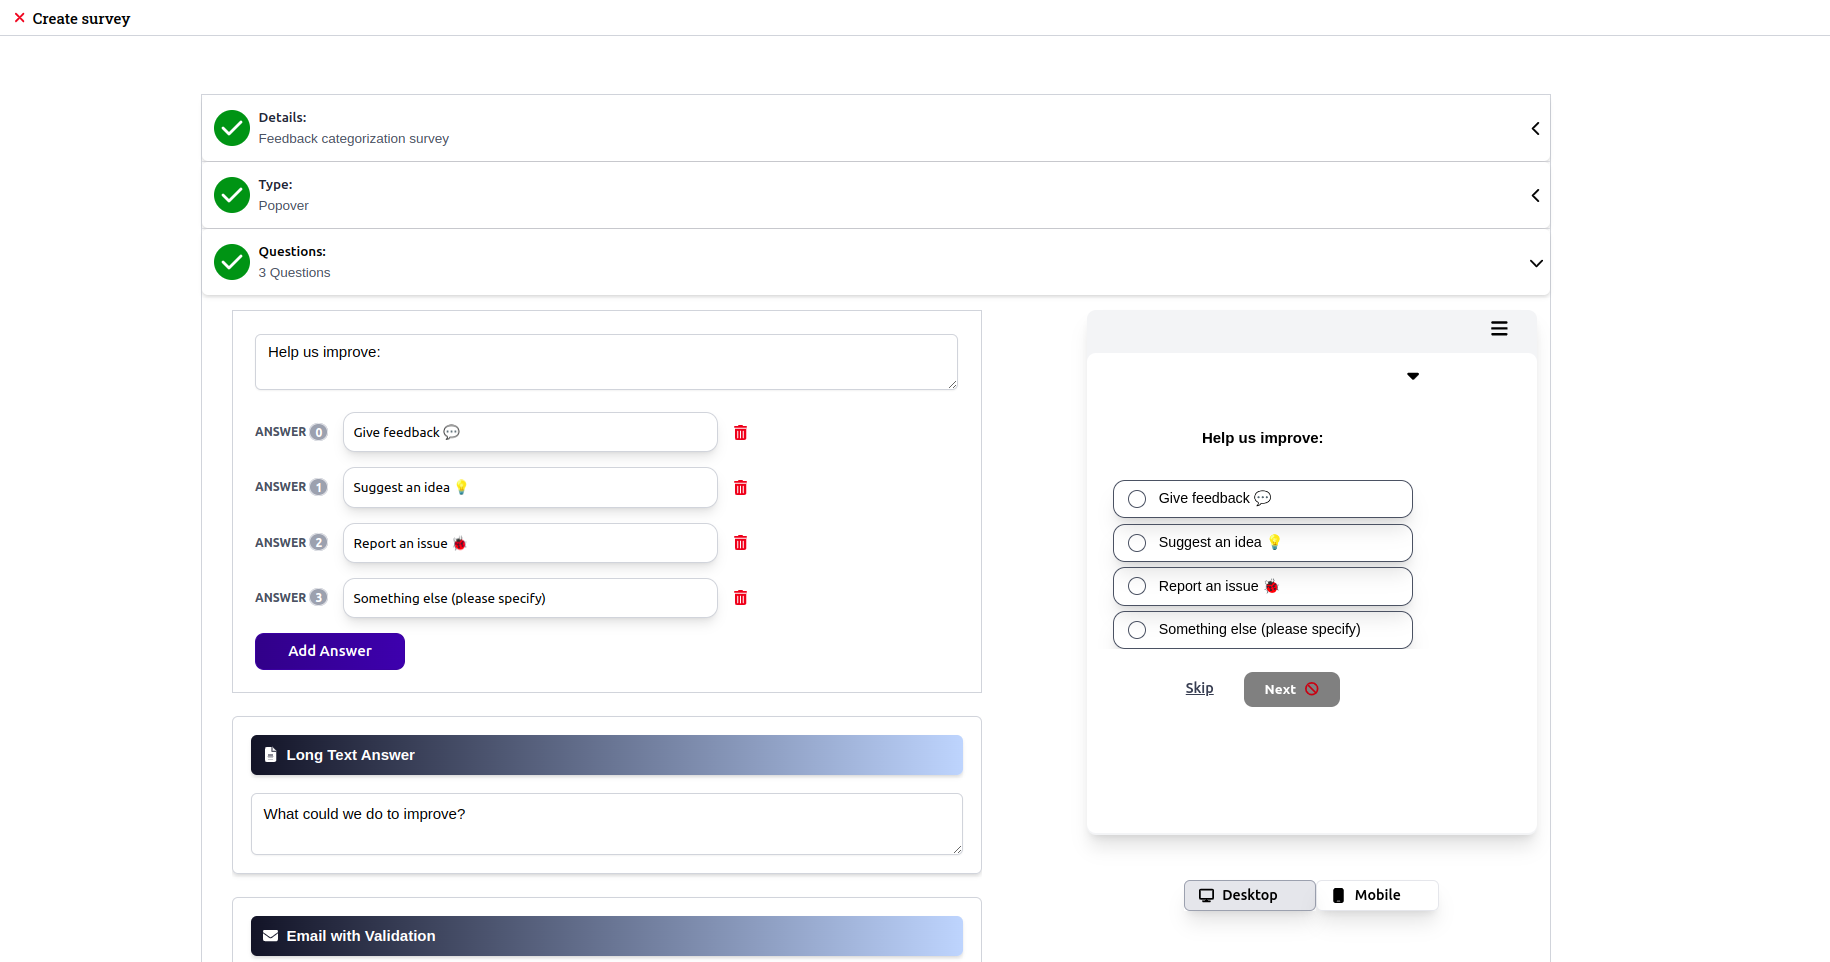 Create survey
Details:
Feedback categorization survey
Type:
Popover
Questions:
3 Questions
Help us improve:
ANSWER 0 Give feedback 💬
ANSWER 1 Suggest an idea 💡
ANSWER 2 Report an issue 🐞
ANSWER 3 Something else (please specify)
Add Answer
Long Text Answer
What could we do to improve?
Email with Validation
Help us improve:
Give feedback 💬
Suggest an idea 💡
Report an issue 🐞
Something else (please specify)
Skip Next
Desktop Mobile